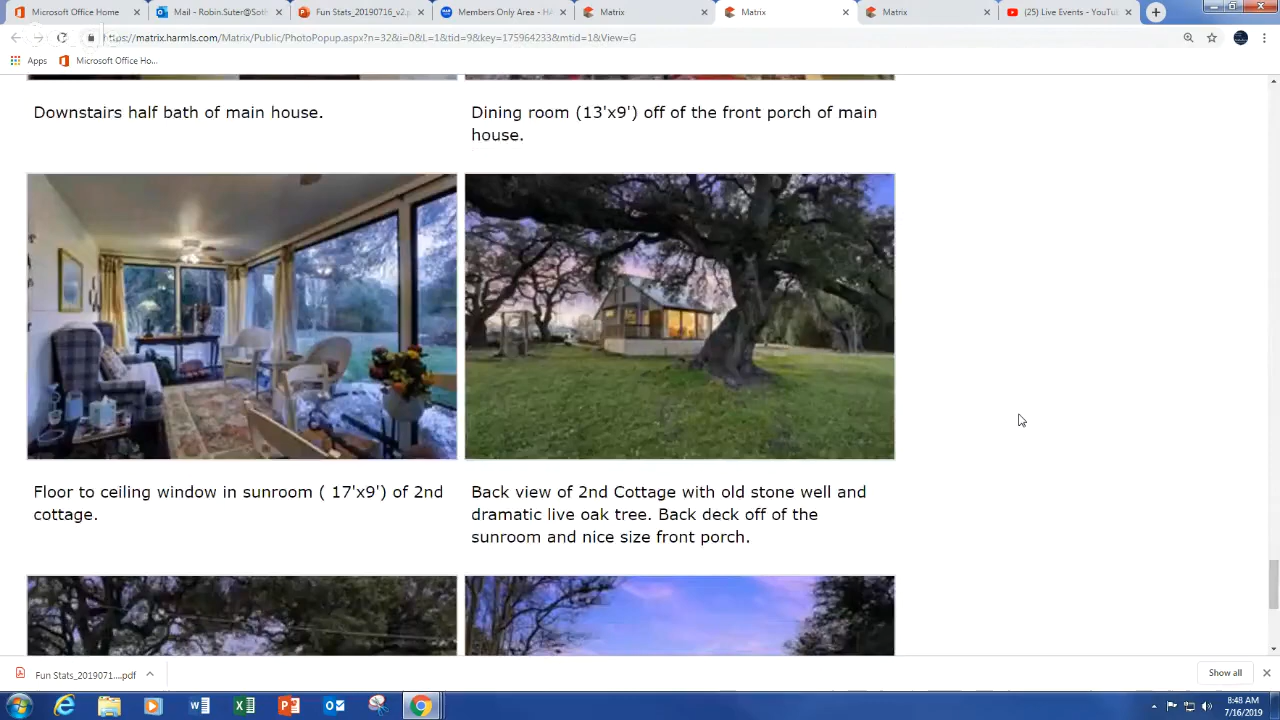 Microsoft Office Home
Mail - Robin.Suter@Soth
Fun Stats_20190716_v2.p
Members Only Area - HA
Matrix
Matrix
Matrix
(25) Live Events - YouTu
ttps://matrix.harmls.com/Matrix/Public/PhotoPopup.aspx?n=32&i=0&L=1&tid=9&key=175964233&mtid=1&View=G
Apps
Microsoft Office Ho...
Downstairs half bath of main house.
Dining room (13'x9') off of the front porch of main
house.
Floor to ceiling window in sunroom ( 17'x9') of 2nd
cottage.
Back view of 2nd Cottage with old stone well and
dramatic live oak tree. Back deck off of the
sunroom and nice size front porch.
Fun Stats_2019071....pdf
Show all
8:48 AM
7/16/2019